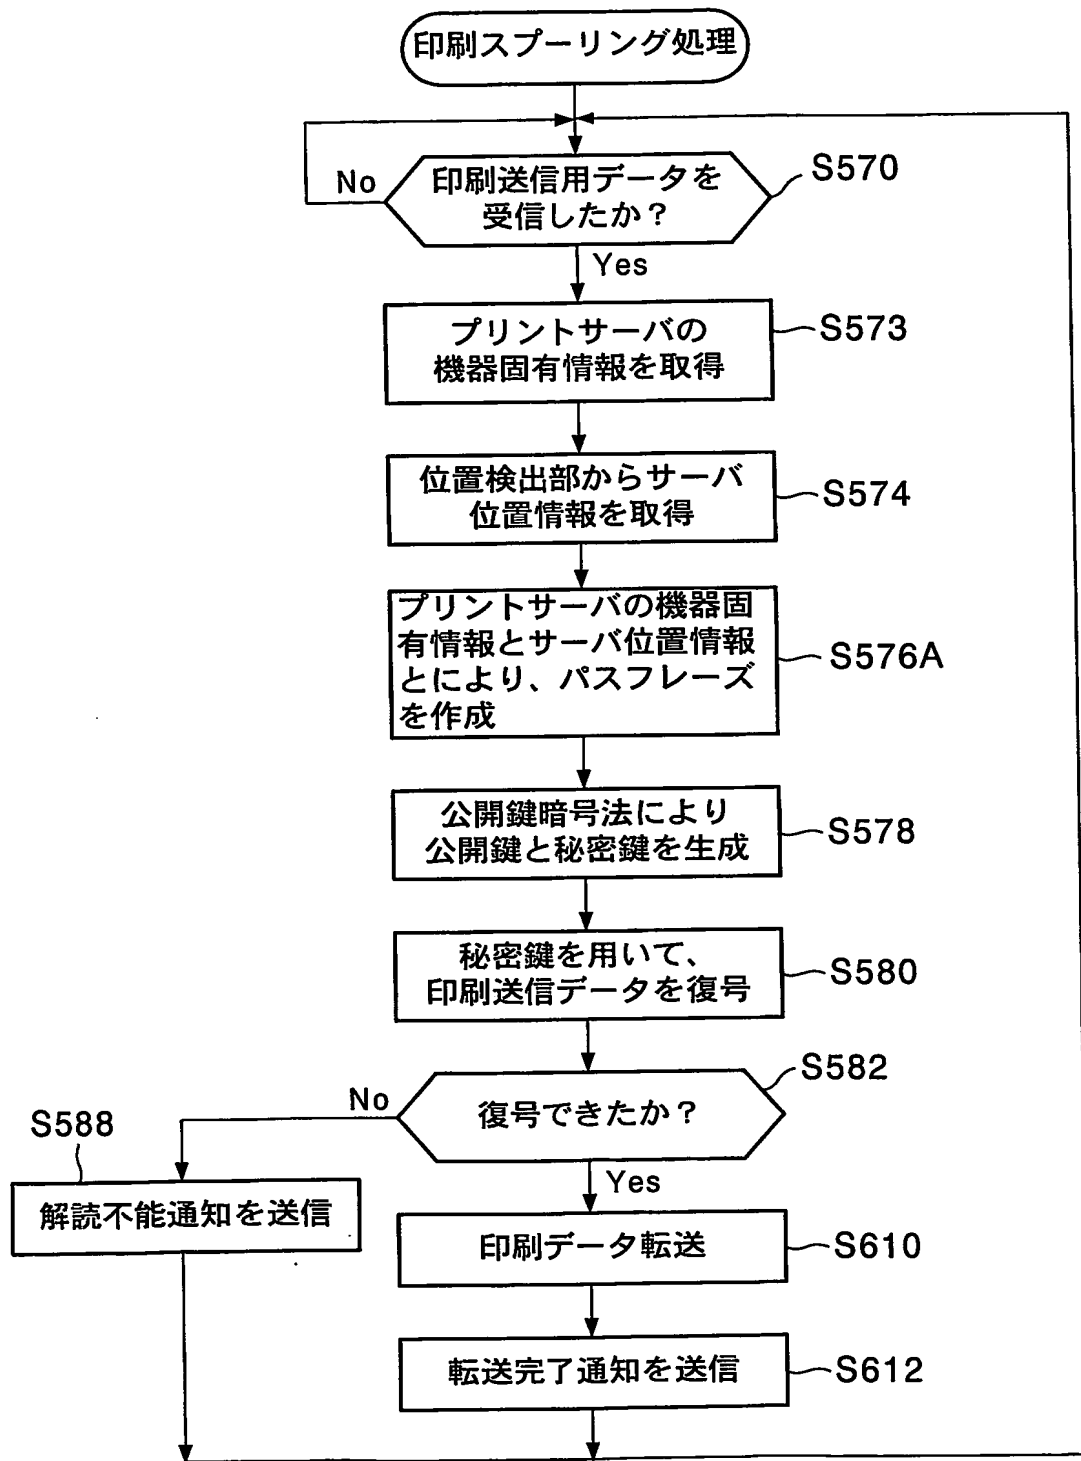 印刷スプーリング処理
印刷送信用データを
受信したか？
S570
No
Yes
プリントサーバの
機器固有情報を取得
S573
位置検出部からサーバ
位置情報を取得
S574
プリントサーバの機器固
有情報とサーバ位置情報
とにより、パスフレーズ
を作成
S576A
公開鍵暗号法により
公開鍵と秘密鍵を生成
S578
秘密鍵を用いて、
印刷送信データを復号
S580
復号できたか？
S582
No
Yes
S588
解読不能通知を送信
印刷データ転送
S610
転送完了通知を送信
S612